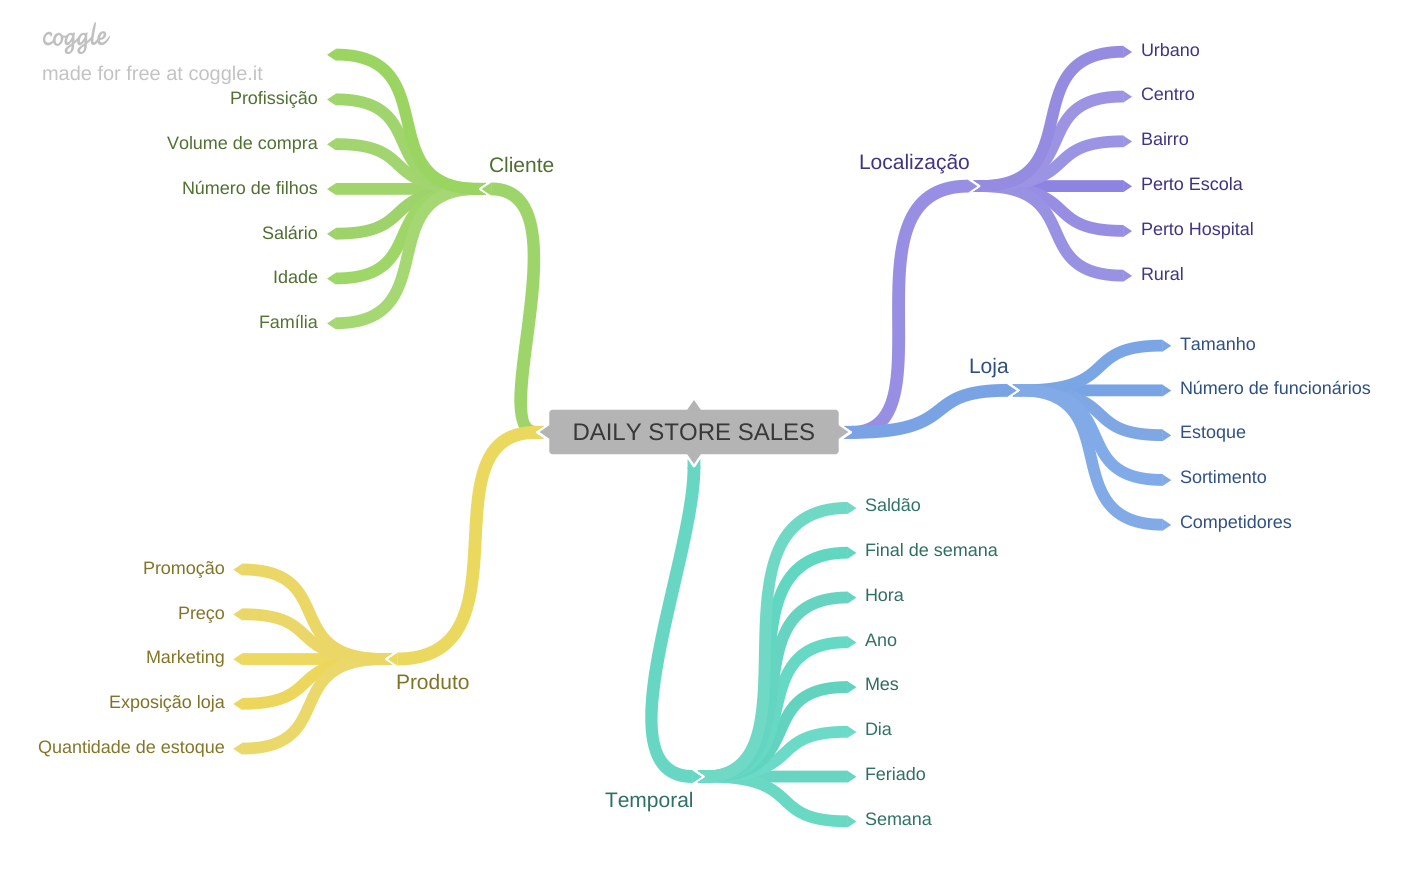 coggle
made for free at coggle.it
Cliente
Profissição
Volume de compra
Número de filhos
Salário
Idade
Família
Localização
Urbano
Centro
Bairro
Perto Escola
Perto Hospital
Rural
Loja
Tamanho
Número de funcionários
Estoque
Sortimento
Competidores
DAILY STORE SALES
Produto
Promoção
Preço
Marketing
Exposição loja
Quantidade de estoque
Temporal
Saldão
Final de semana
Hora
Ano
Mes
Dia
Feriado
Semana